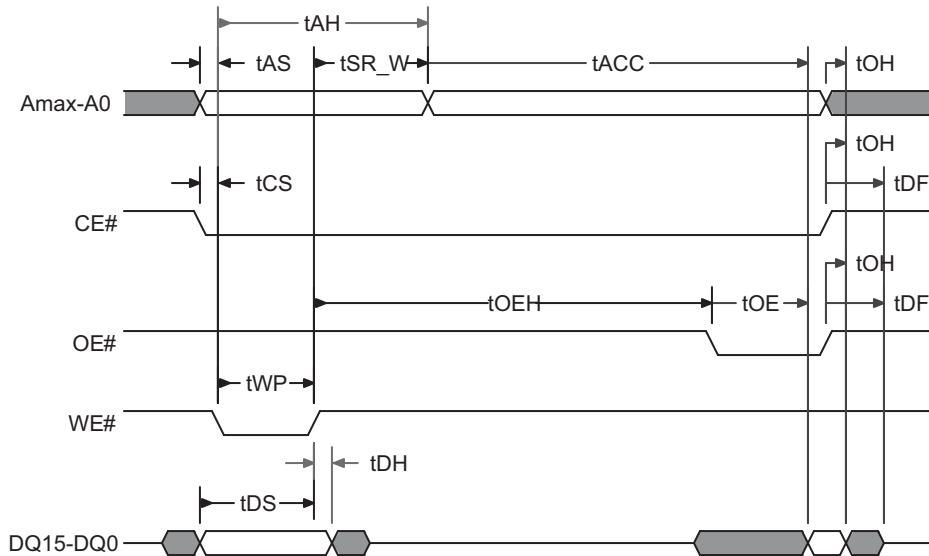 tAH
tAS tSR_W tACC tOH
Amax-A0
tOH
tCS tDF
CE#
tOH
tOEH tOE tDF
OE#
tWP
WE#
tDH
tDS
DQ15-DQ0